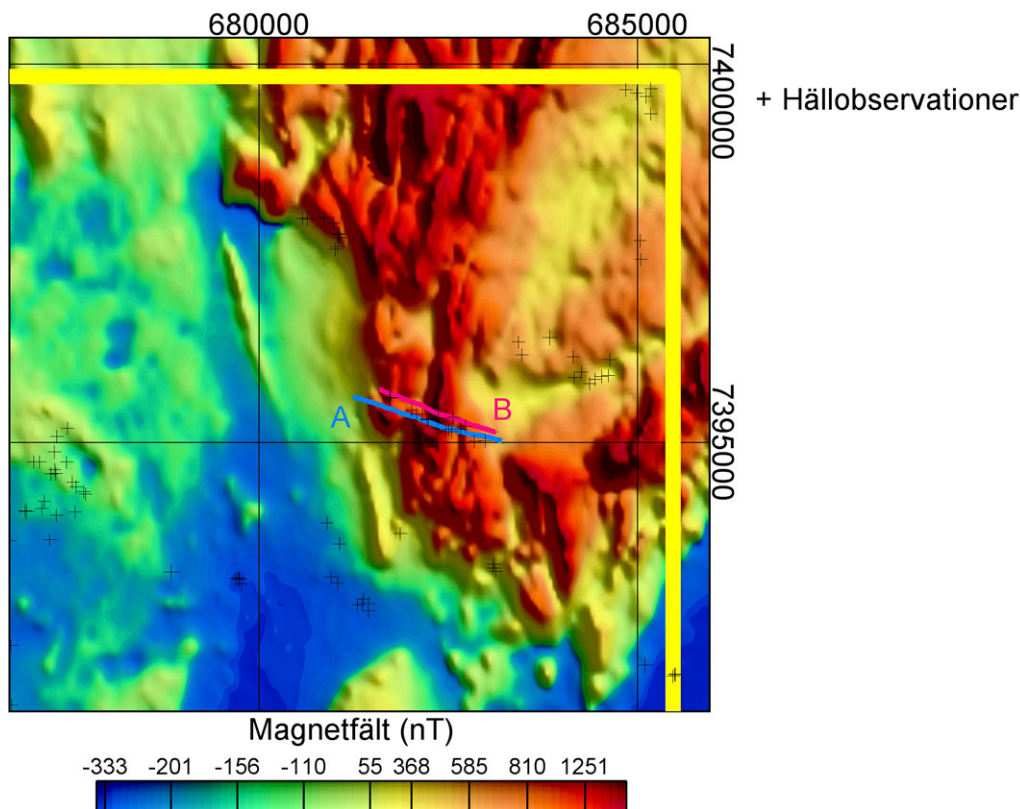 680000 685000
7400000
+ Hällobservationer
7395000
A
B
Magnetfält (nT)
-333 -201 -156 -110 55 368 585 810 1251